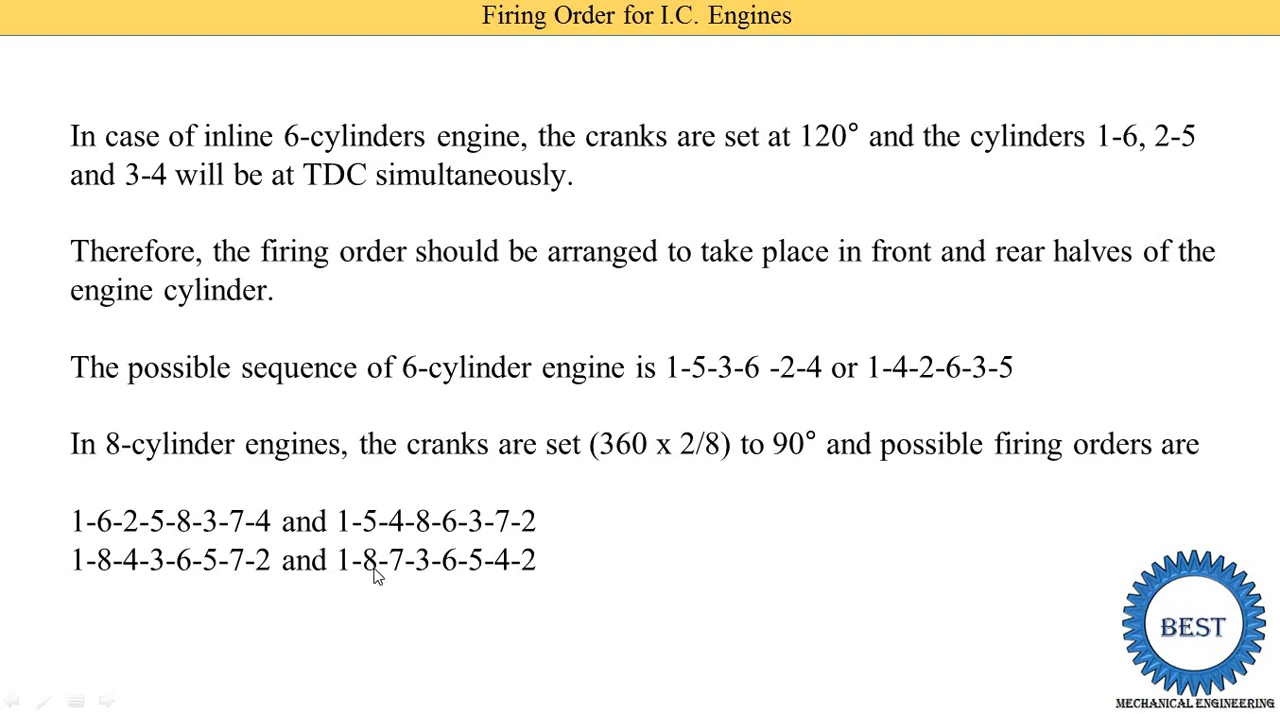 Firing Order for I.C. Engines
In case of inline 6-cylinders engine, the cranks are set at 120° and the cylinders 1-6, 2-5
and 3-4 will be at TDC simultaneously.
Therefore, the firing order should be arranged to take place in front and rear halves of the
engine cylinder.
The possible sequence of 6-cylinder engine is 1-5-3-6 -2-4 or 1-4-2-6-3-5
In 8-cylinder engines, the cranks are set (360 x 2/8) to 90° and possible firing orders are
1-6-2-5-8-3-7-4 and 1-5-4-8-6-3-7-2
1-8-4-3-6-5-7-2 and 1-8-7-3-6-5-4-2
BEST
MECHANICAL ENGINEERING